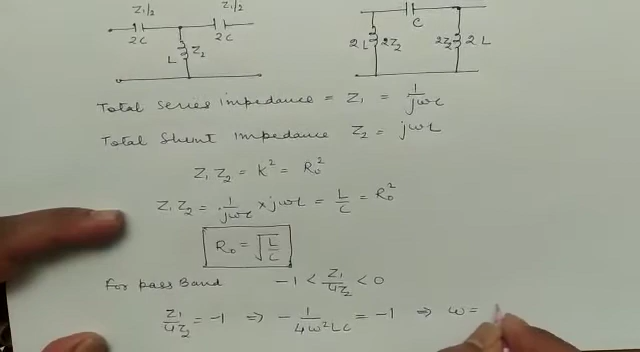 Z₁/2 Z₁/2
2C 2C
L Z₂
C
2L 2Z₂ 2Z₂ 2L
Total series impedance = Z₁ = 1/jωc
Total Shunt impedance Z₂ = jωL
Z₁ Z₂ = K² = R₀²
Z₁ Z₂ = 1/jωc × jωL = L/C = R₀²
R₀ = √(L/C)
For pass Band -1 < Z₁/4Z₂ < 0
Z₁/4Z₂ = -1 ⇒ - 1/4ω²LC = -1 ⇒ ω =